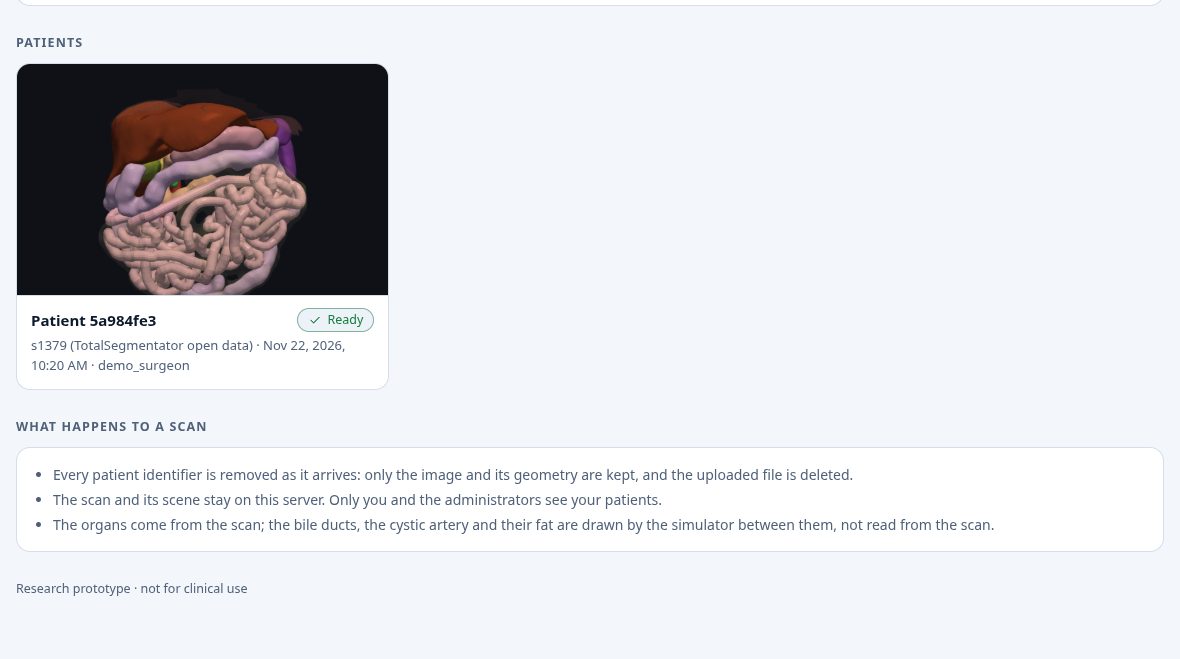 PATIENTS
Patient 5a984fe3
Ready
s1379 (TotalSegmentator open data) · Nov 22, 2026,
10:20 AM · demo_surgeon
WHAT HAPPENS TO A SCAN
Every patient identifier is removed as it arrives: only the image and its geometry are kept, and the uploaded file is deleted.
The scan and its scene stay on this server. Only you and the administrators see your patients.
The organs come from the scan; the bile ducts, the cystic artery and their fat are drawn by the simulator between them, not read from the scan.
Research prototype · not for clinical use